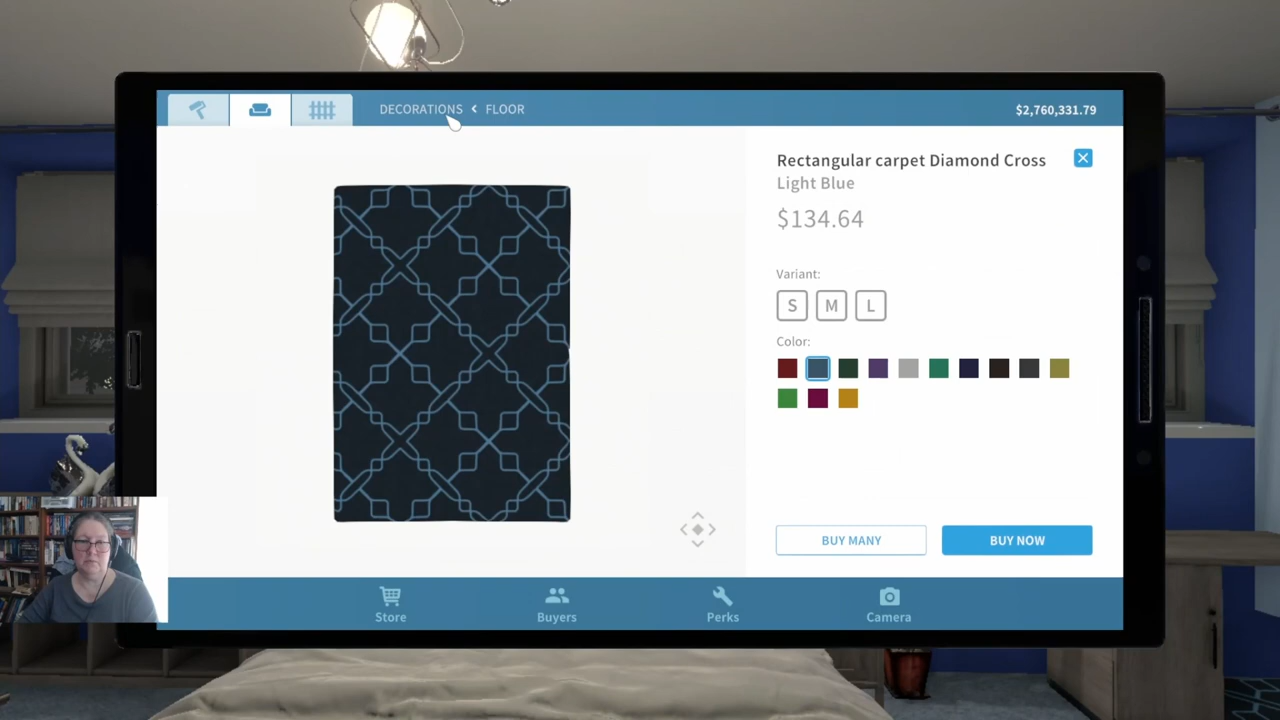 DECORATIONS < FLOOR
$2,760,331.79
Rectangular carpet Diamond Cross
Light Blue
$134.64
Variant:
S M L
Color:
BUY MANY
BUY NOW
Store
Buyers
Perks
Camera